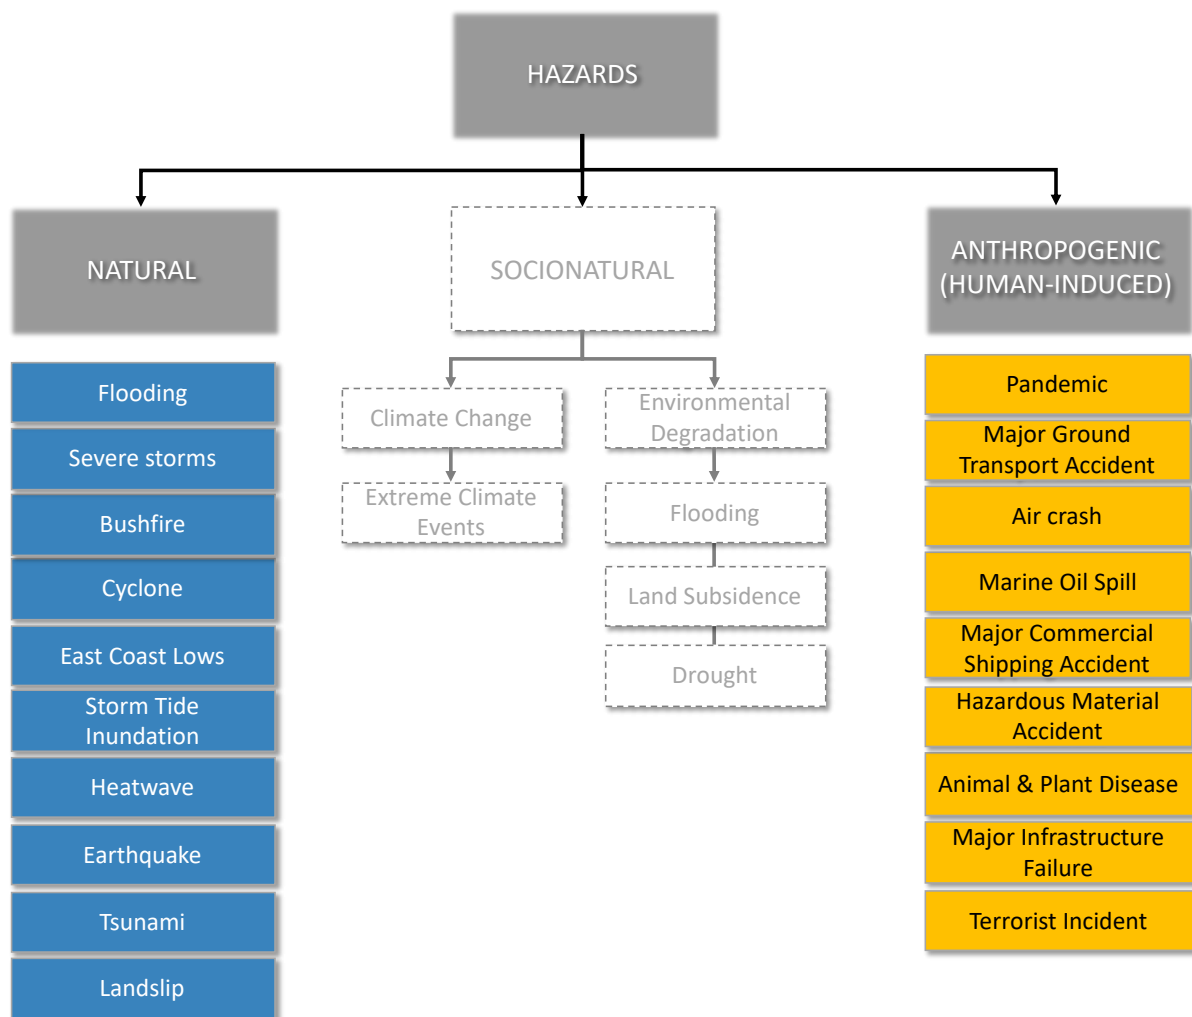 HAZARDS
NATURAL
SOCIONATURAL
ANTHROPOGENIC
(HUMAN-INDUCED)
Flooding
Severe storms
Bushfire
Cyclone
East Coast Lows
Storm Tide
Inundation
Heatwave
Earthquake
Tsunami
Landslip
Climate Change
Extreme Climate
Events
Environmental
Degradation
Flooding
Land Subsidence
Drought
Pandemic
Major Ground
Transport Accident
Air crash
Marine Oil Spill
Major Commercial
Shipping Accident
Hazardous Material
Accident
Animal & Plant Disease
Major Infrastructure
Failure
Terrorist Incident